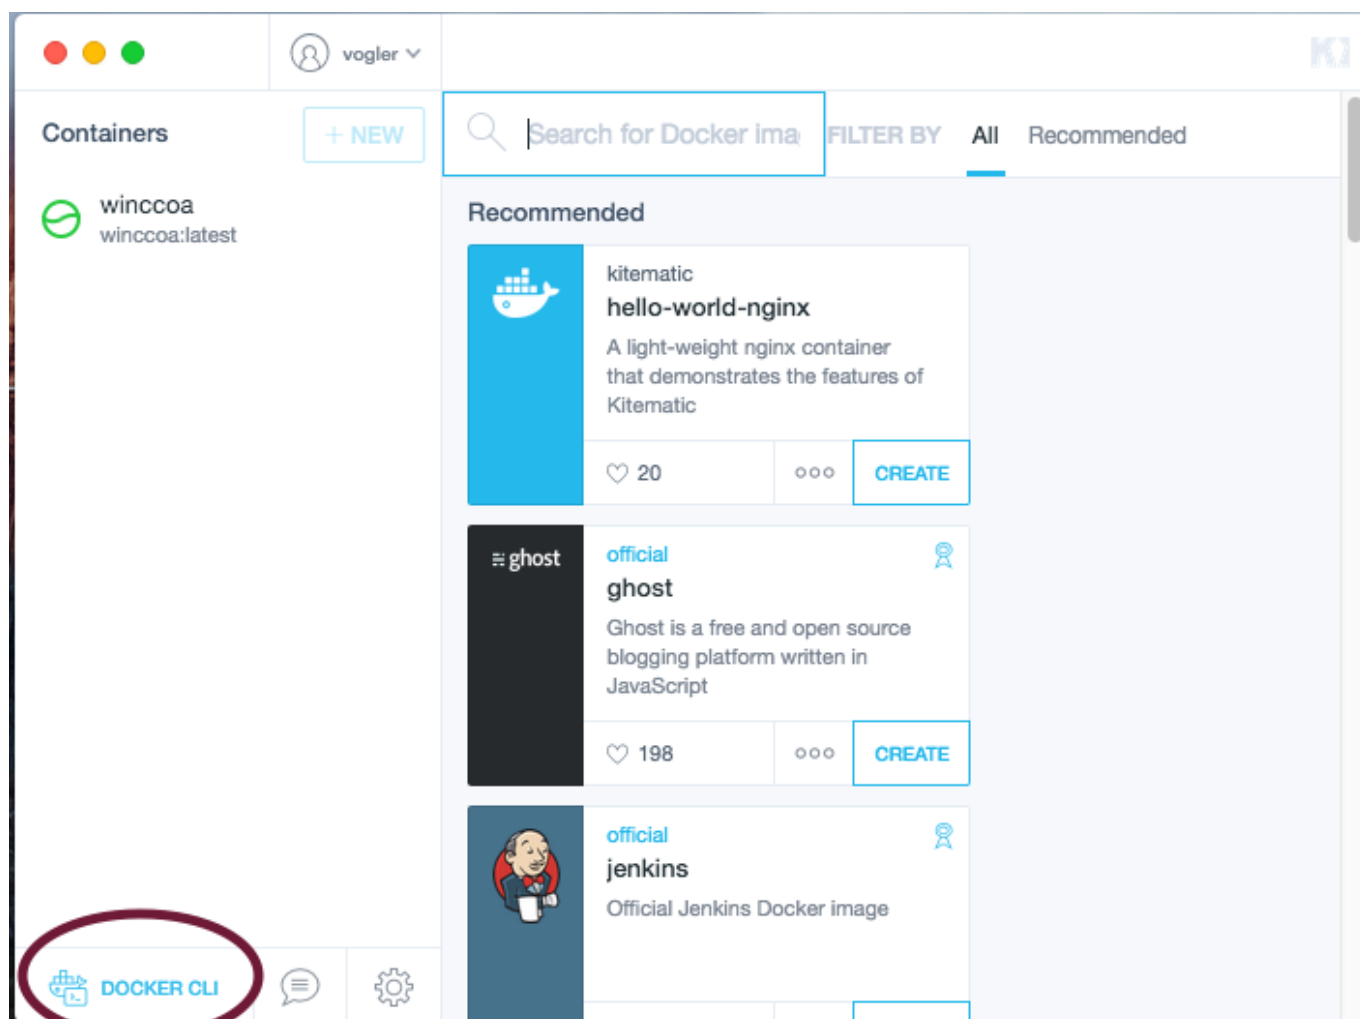 vogler
Containers
+ NEW
FILTER BY
All
Recommended
winccoa
winccoa:latest
Recommended
kitematic
hello-world-nginx
A light-weight nginx container
that demonstrates the features of
Kitematic
20
CREATE
ghost
official
ghost
Ghost is a free and open source
blogging platform written in
JavaScript
198
CREATE
official
jenkins
Official Jenkins Docker image
DOCKER CLI
Search for Docker